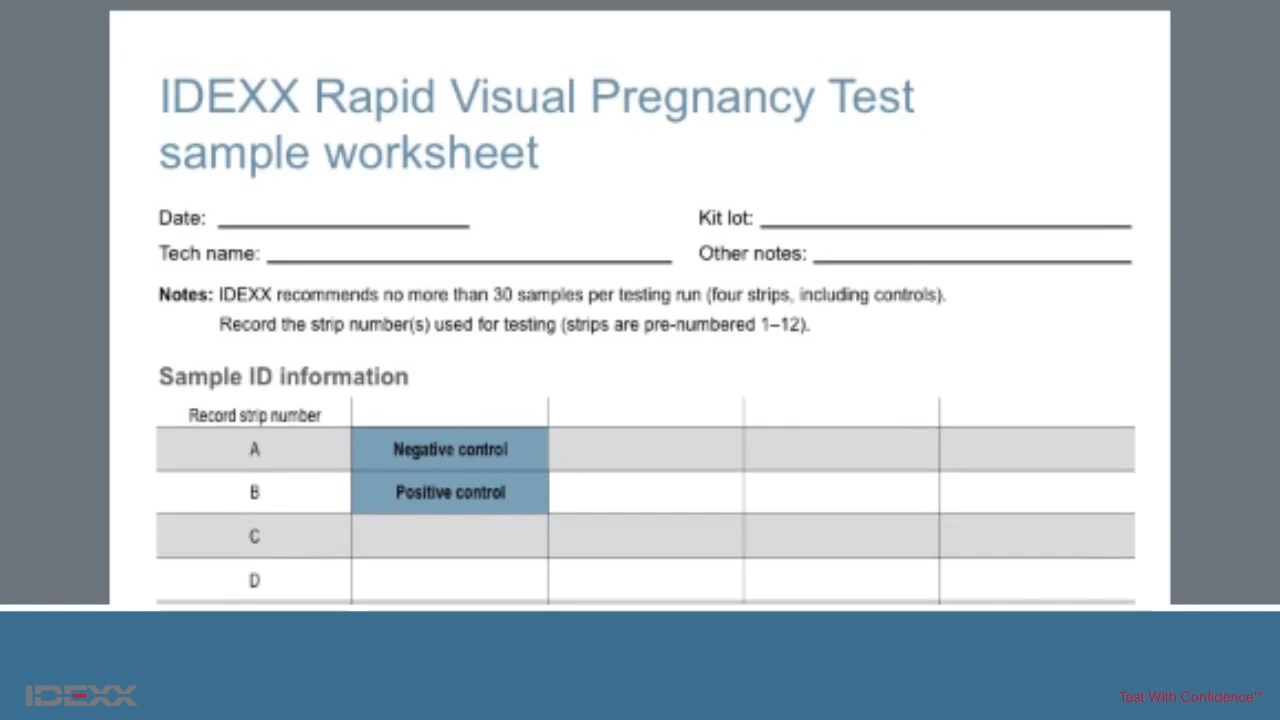 IDEXX Rapid Visual Pregnancy Test
sample worksheet
Date:
Kit lot:
Tech name:
Other notes:
Notes: IDEXX recommends no more than 30 samples per testing run (four strips, including controls).
Record the strip number(s) used for testing (strips are pre-numbered 1–12).
Sample ID information
Record strip number
A
Negative control
B
Positive control
C
D
IDEXX
Test With Confidence™